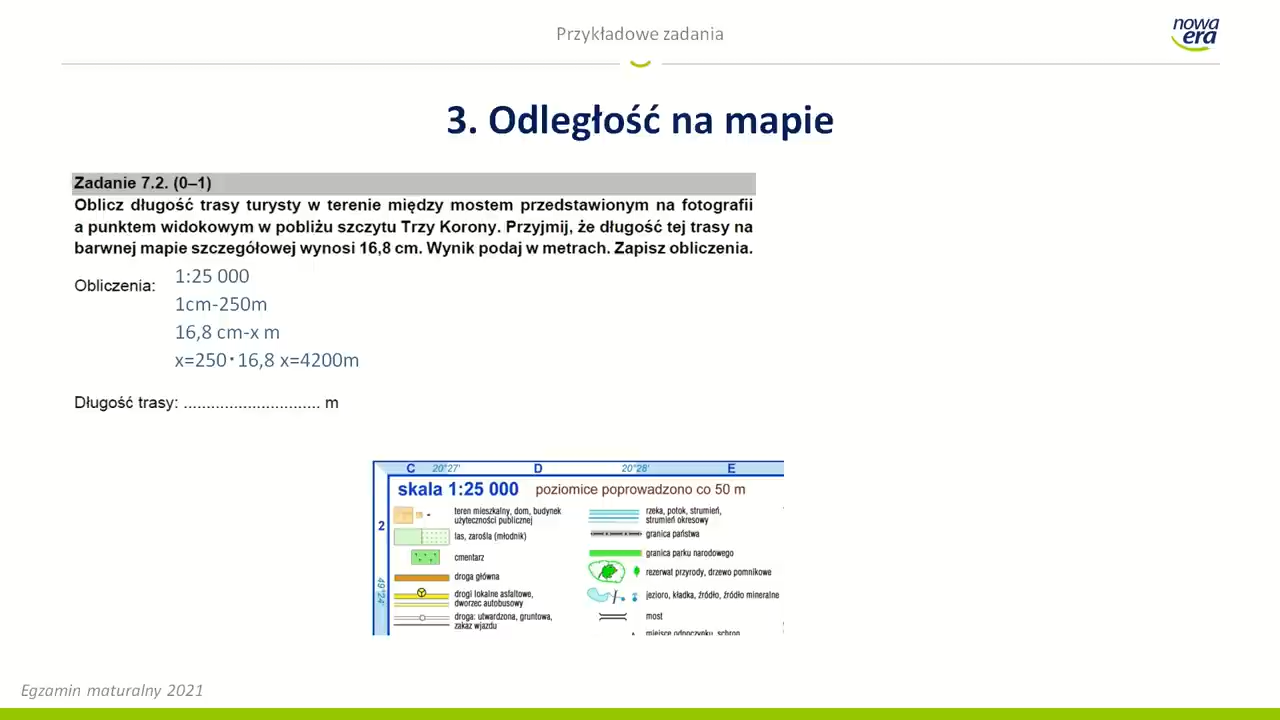 Przykładowe zadania
nowa
era
3. Odległość na mapie
Zadanie 7.2. (0–1)
Oblicz długość trasy turysty w terenie między mostem przedstawionym na fotografii
a punktem widokowym w pobliżu szczytu Trzy Korony. Przyjmij, że długość tej trasy na
barwnej mapie szczegółowej wynosi 16,8 cm. Wynik podaj w metrach. Zapisz obliczenia.
Obliczenia:
1:25 000
1cm-250m
16,8 cm-x m
x=250·16,8 x=4200m
Długość trasy: ............................. m
C 20°27' D 20°28' E
skala 1:25 000 poziomice poprowadzono co 50 m
2
49°24'
teren mieszkalny, dom, budynek
użyteczności publicznej
las, zarośla (młodnik)
cmentarz
droga główna
drogi lokalne asfaltowe,
dworzec autobusowy
droga: utwardzona, gruntowa,
zakaz wjazdu
rzeka, potok, strumień,
strumień okresowy
granica państwa
granica parku narodowego
rezerwat przyrody, drzewo pomnikowe
jezioro, kładka, źródło, źródło mineralne
most
miejsce odpoczynku, schron
Egzamin maturalny 2021